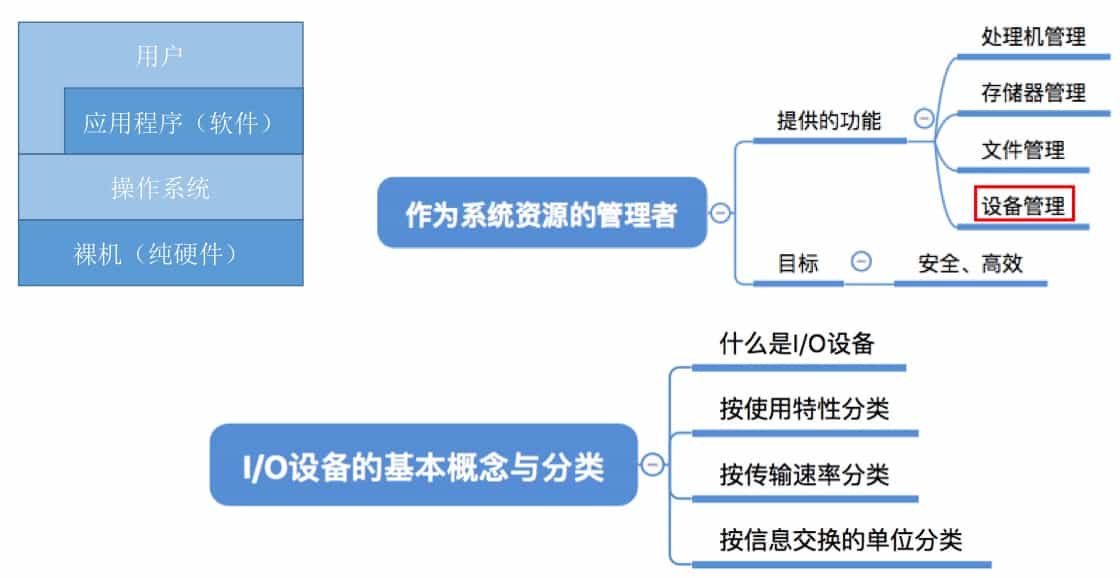 用户
应用程序（软件）
操作系统
裸机（纯硬件）
作为系统资源的管理者
提供的功能
处理机管理
存储器管理
文件管理
设备管理
目标
安全、高效
I/O设备的基本概念与分类
什么是I/O设备
按使用特性分类
按传输速率分类
按信息交换的单位分类